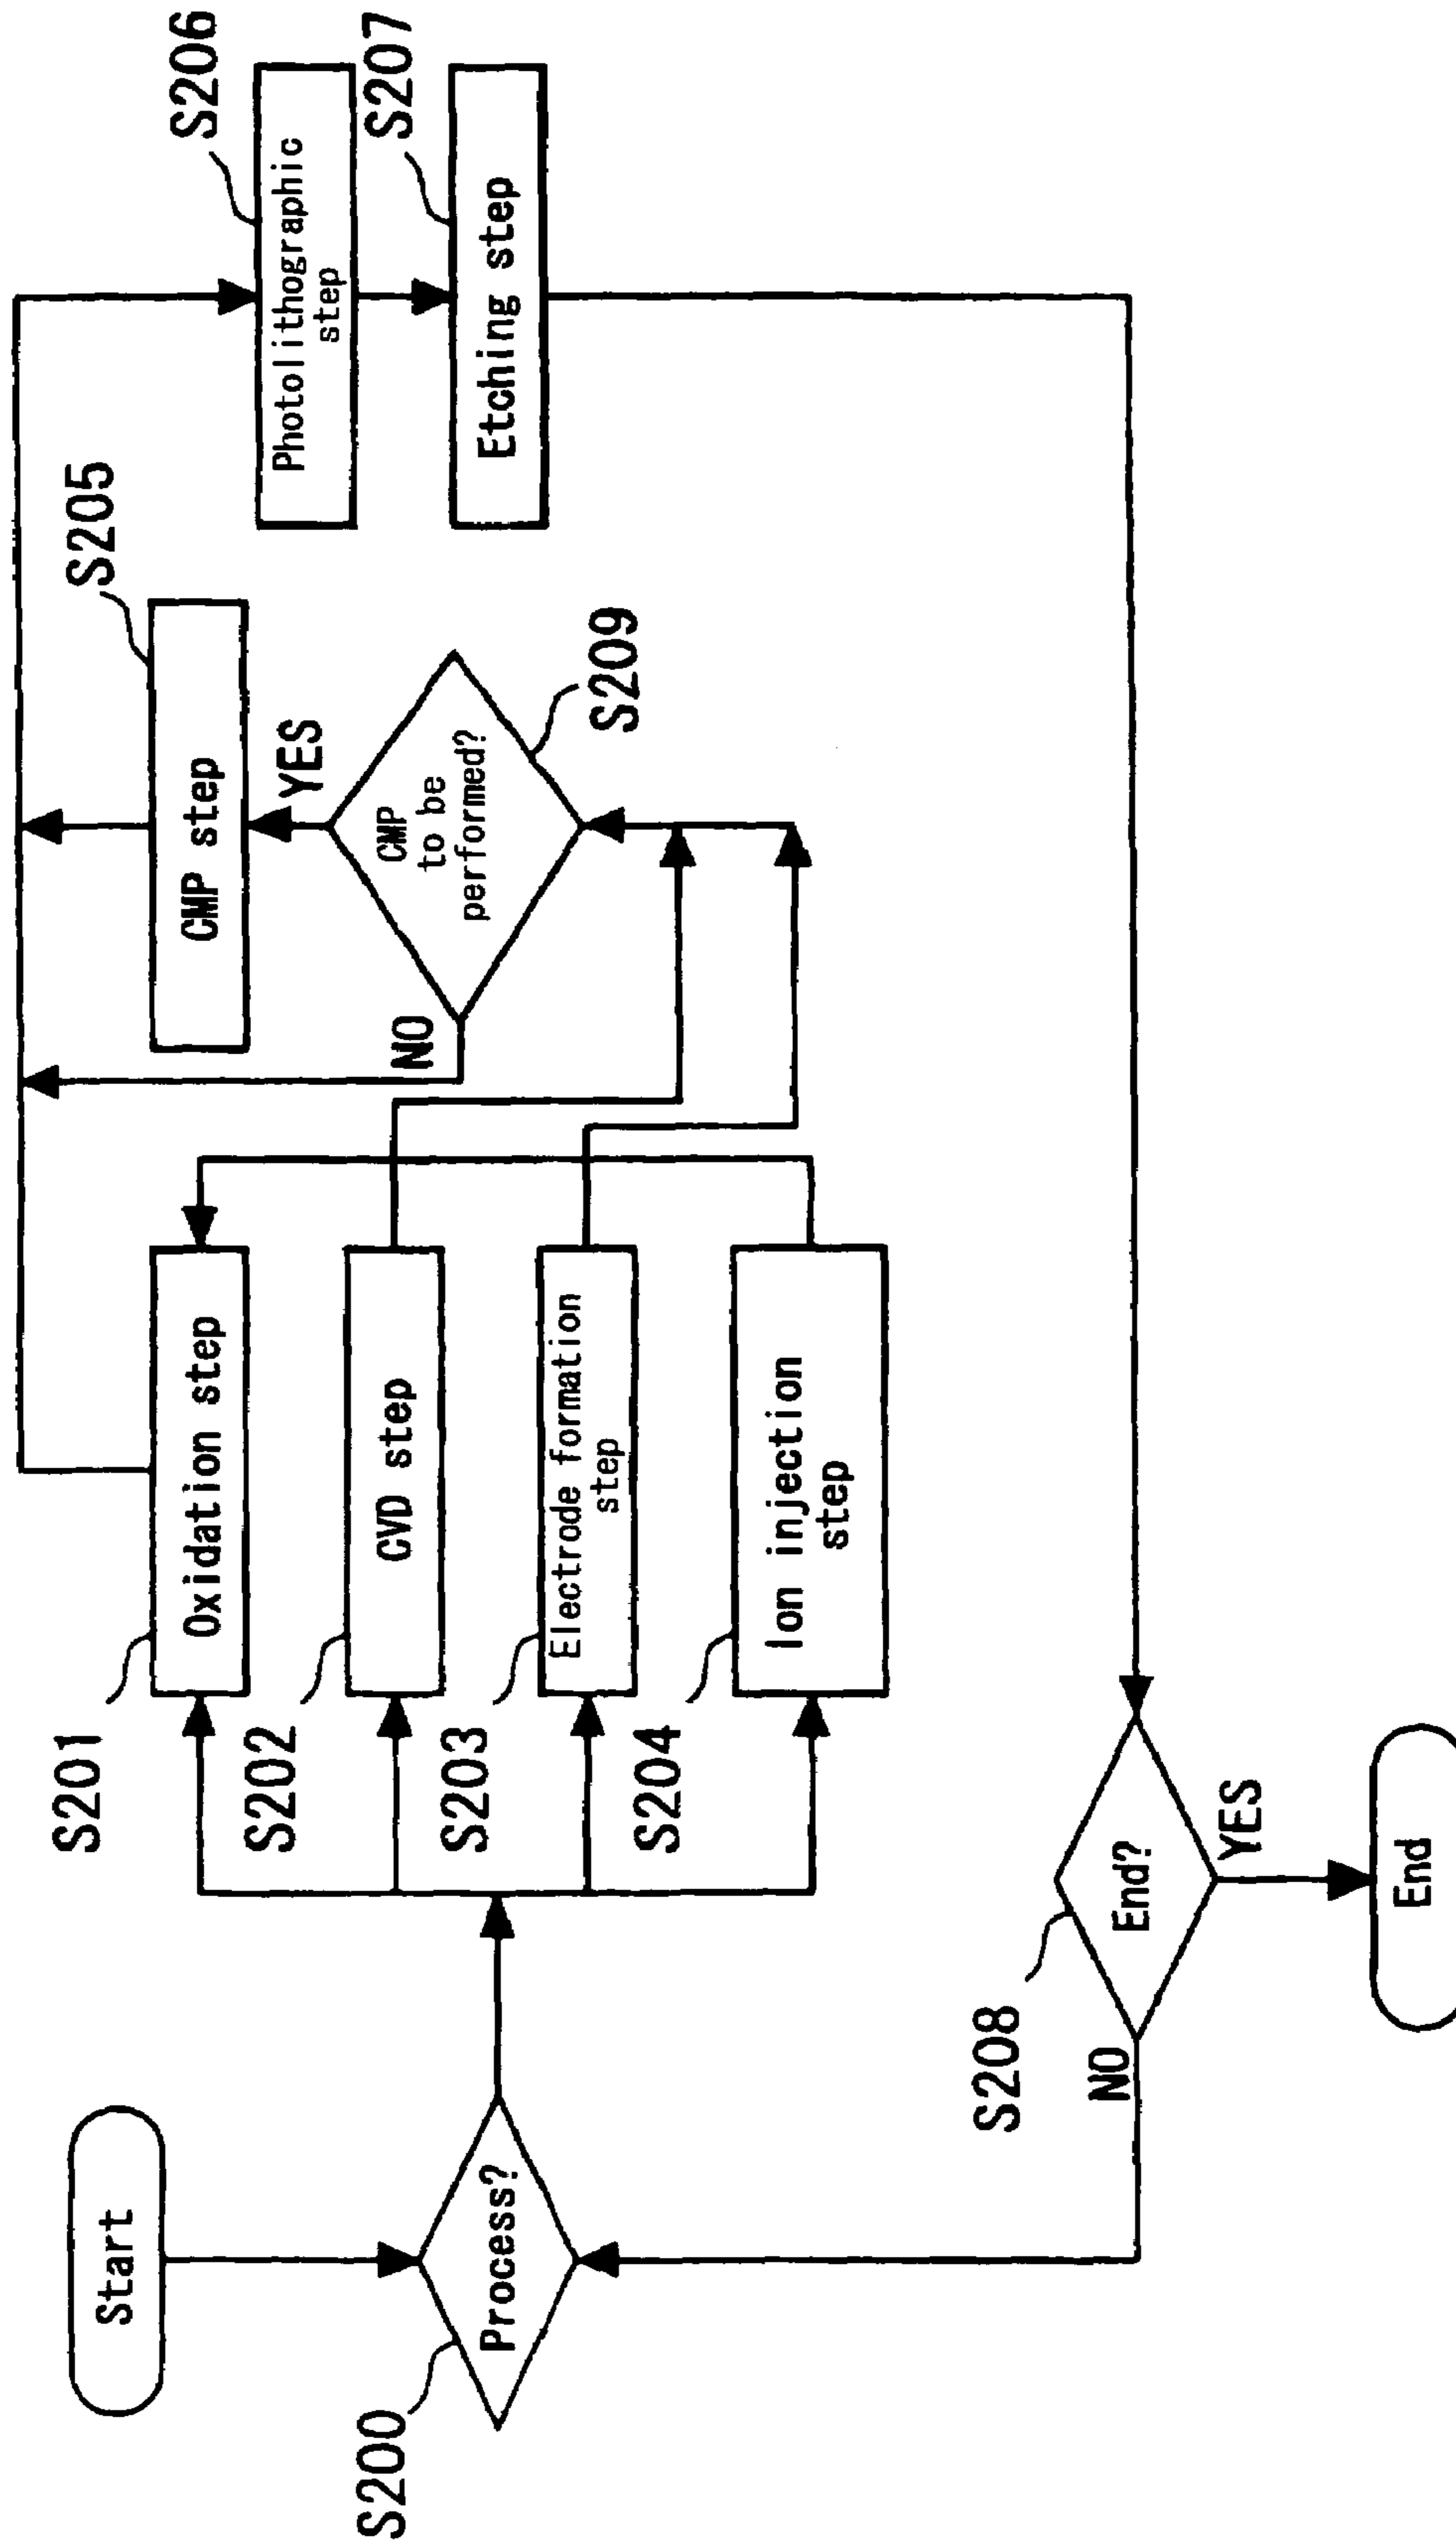 Start
S200
Process?
S201
Oxidation step
S202
CVD step
S203
Electrode formation
step
S204
Ion injection
step
S205
CMP step
YES
NO
CMP
to be
performed?
S209
S206
Photolithographic
step
S207
Etching step
S208
End?
NO
YES
End